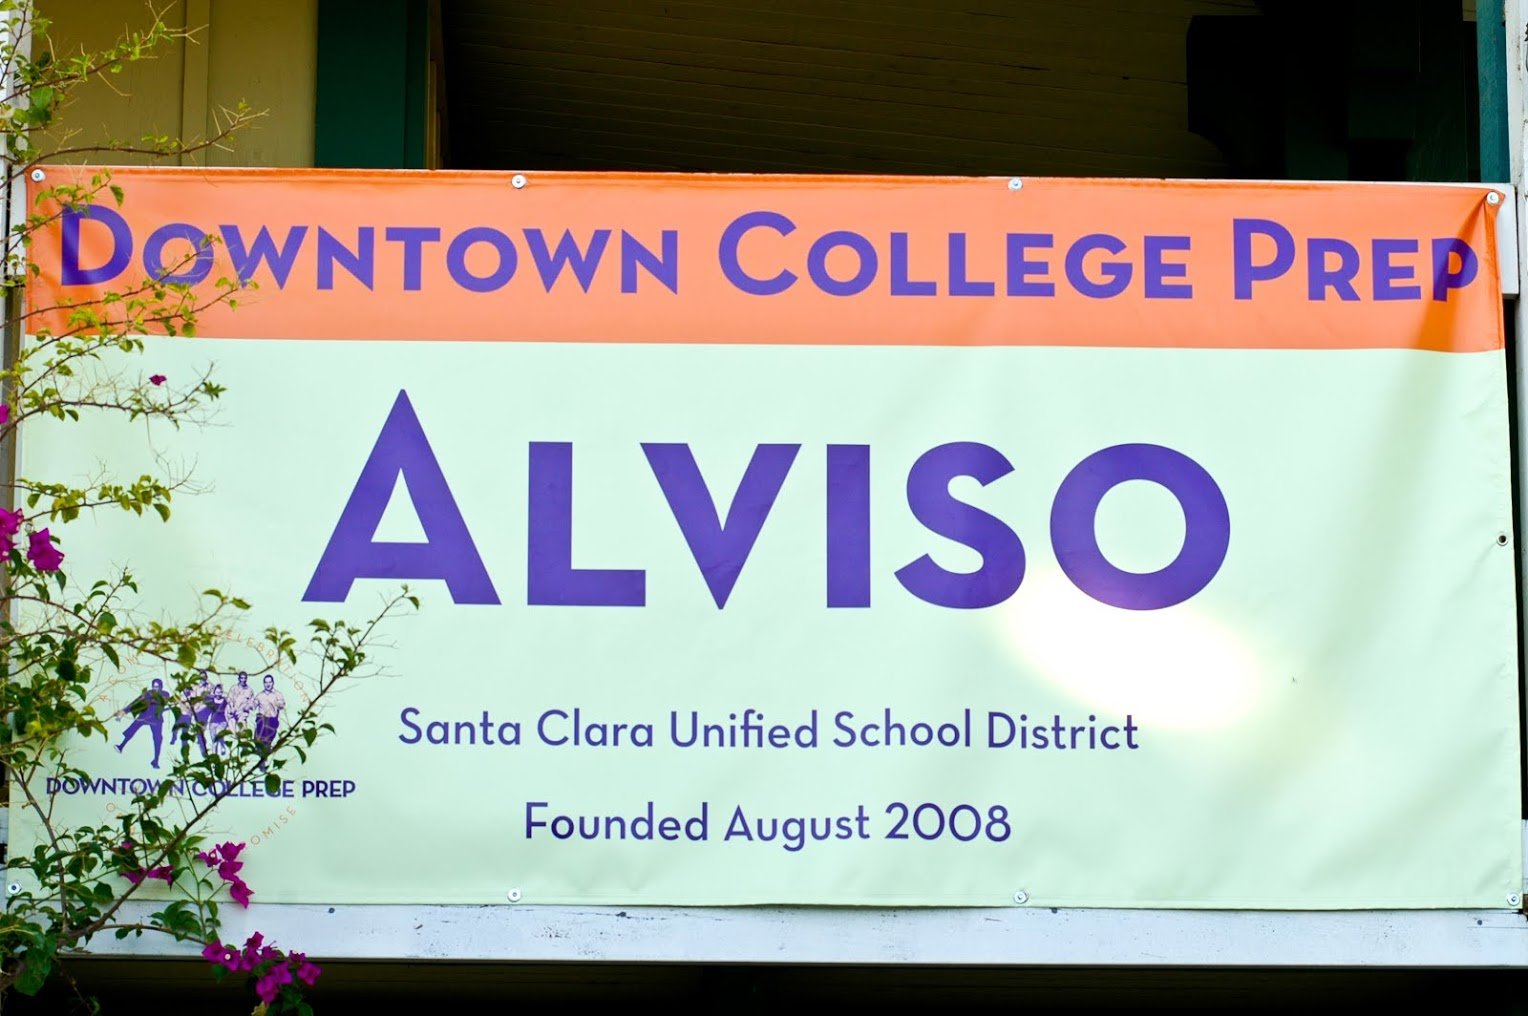 Downtown College Prep
Alviso
Santa Clara Unified School District
Founded August 2008
DOWNTOWN COLLEGE PREP